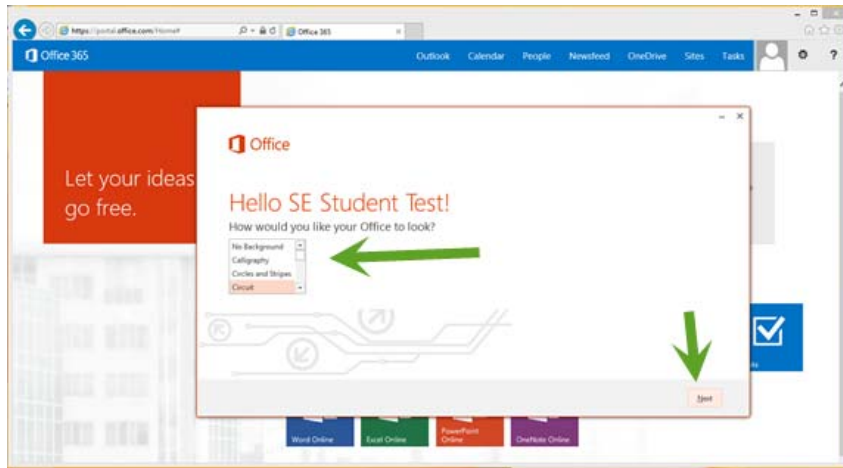 https://portal.office.com/Home#
Office 365
Office 365
Outlook Calendar People Newsfeed OneDrive Sites Tasks
?
Let your ideas
go free.
Office
Hello SE Student Test!
How would you like your Office to look?
No Background
Calligraphy
Circles and Stripes
Circuit
Next
Word Online
Excel Online
PowerPoint
Online
OneNote Online